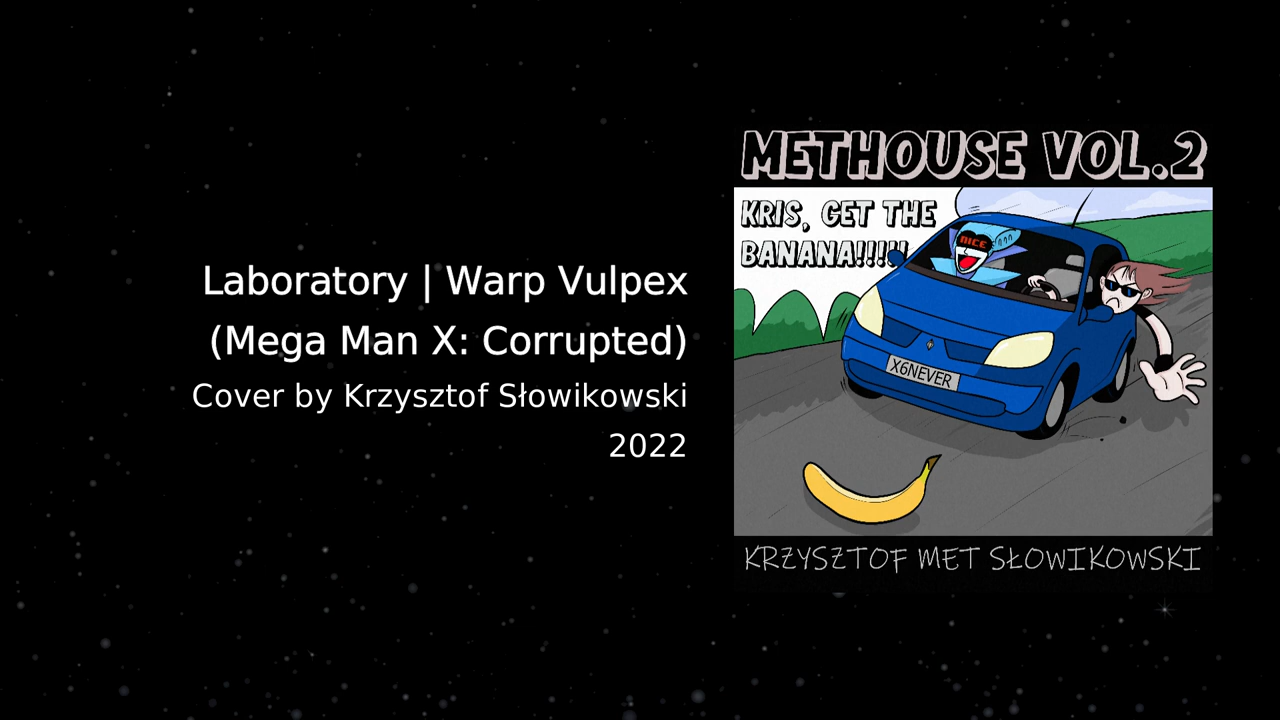 Laboratory | Warp Vulpex
(Mega Man X: Corrupted)
Cover by Krzysztof Słowikowski
2022
METHOUSE VOL.2
KRIS, GET THE
BANANA!!!!!
NICE
X6NEVER
KRZYSZTOF MET SŁOWIKOWSKI